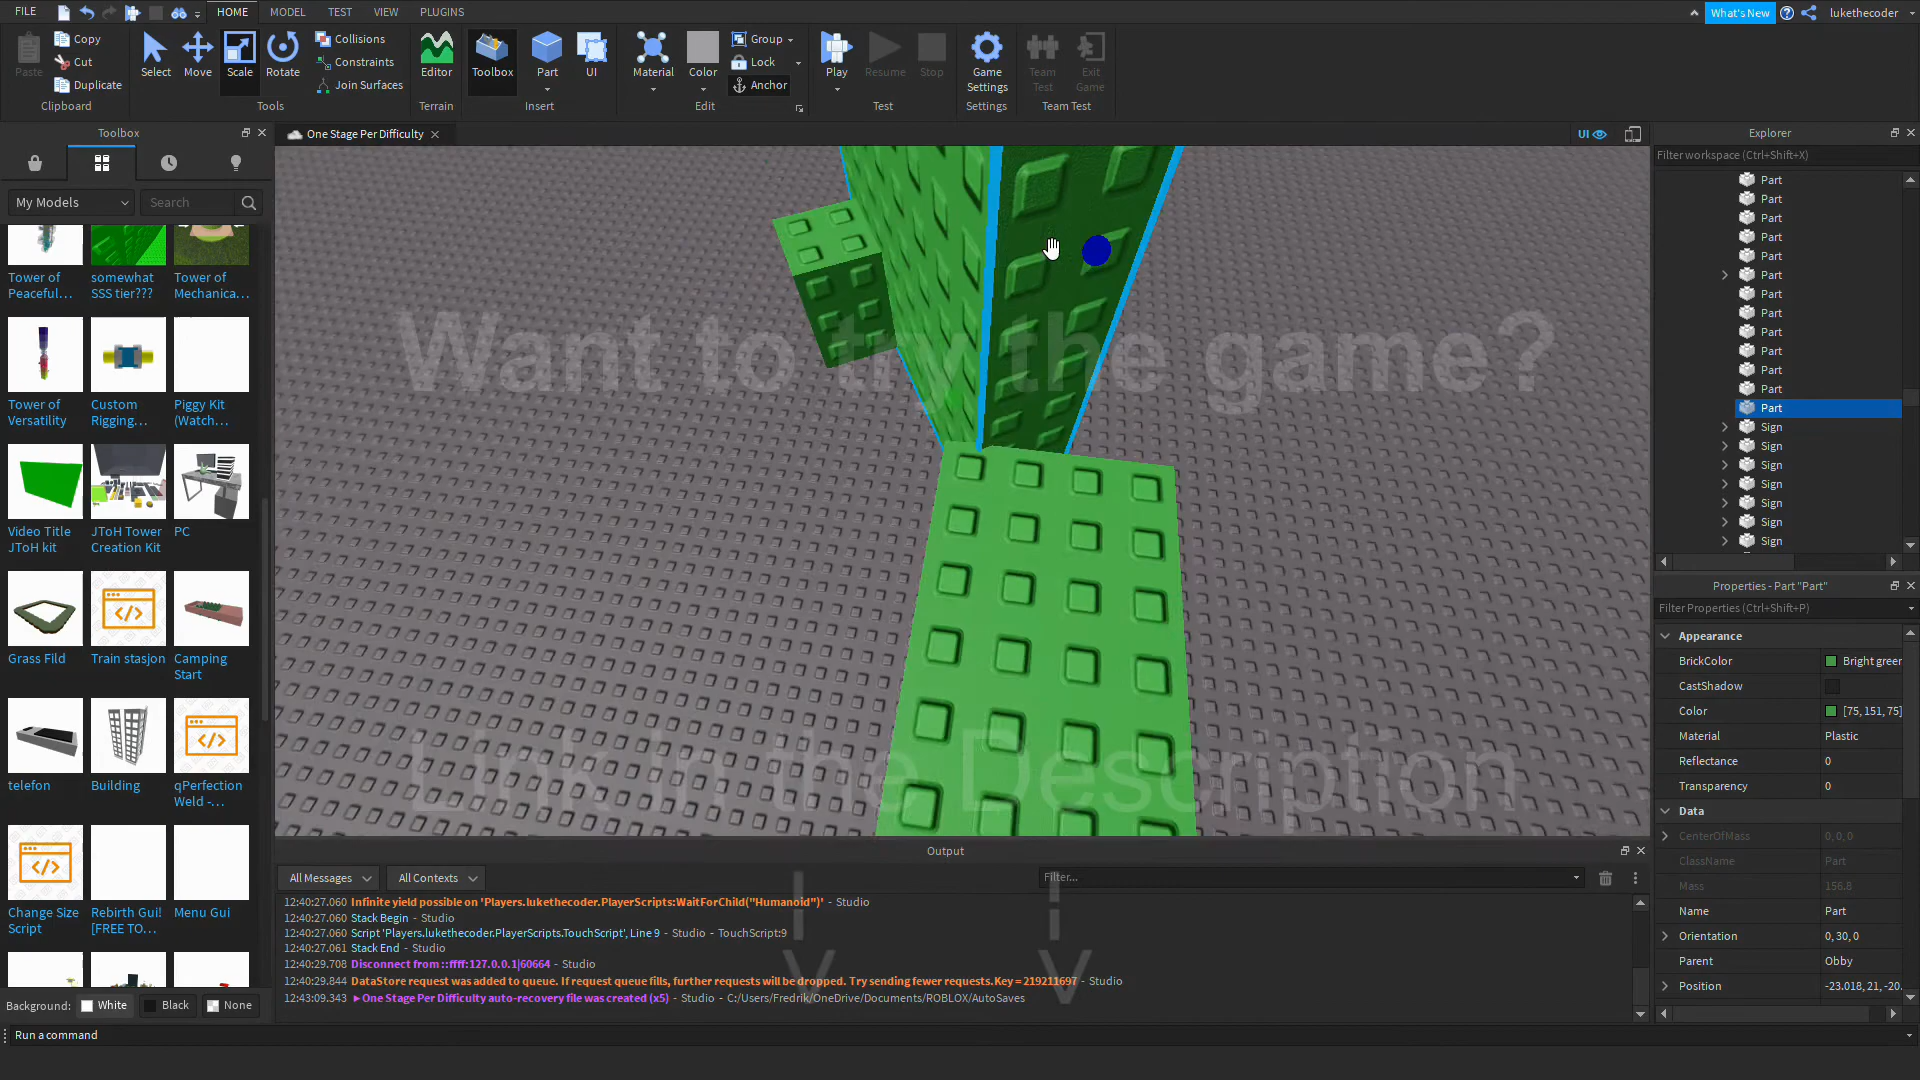 FILE
HOME
MODEL
TEST
VIEW
PLUGINS
What's New
lukethecoder
Paste
Copy
Cut
Duplicate
Clipboard
Select
Move
Scale
Rotate
Collisions
Constraints
Join Surfaces
Tools
Editor
Terrain
Toolbox
Part
UI
Insert
Material
Color
Group
Lock
Anchor
Edit
Play
Resume
Stop
Test
Game
Settings
Settings
Team
Test
Exit
Game
Team Test
Toolbox
One Stage Per Difficulty
UI
Explorer
Filter workspace (Ctrl+Shift+X)
My Models
Search
Tower of
Peaceful...
somewhat
SSS tier???
Tower of
Mechanica...
Tower of
Versatility
Custom
Rigging...
Piggy Kit
(Watch...
Video Title
JToH kit
JToH Tower
Creation Kit
PC
Grass Fild
Train stasjon
Camping
Start
telefon
Building
qPerfection
Weld -...
Change Size
Script
Rebirth Gui!
[FREE TO...
Menu Gui
Background:
White
Black
None
Want to try the game?
Link in the Description
Part
Part
Part
Part
Part
Part
Part
Part
Part
Part
Part
Part
Part
Sign
Sign
Sign
Sign
Sign
Sign
Sign
Properties - Part "Part"
Filter Properties (Ctrl+Shift+P)
Appearance
BrickColor Bright green
CastShadow
Color [75, 151, 75]
Material Plastic
Reflectance 0
Transparency 0
Data
CenterOfMass 0, 0, 0
ClassName Part
Mass 156.8
Name Part
Orientation 0, 30, 0
Parent Obby
Position -23.018, 21, -20.
Output
All Messages
All Contexts
Filter...
12:40:27.060 Infinite yield possible on 'Players.lukethecoder.PlayerScripts:WaitForChild("Humanoid")' - Studio
12:40:27.060 Stack Begin - Studio
12:40:27.060 Script 'Players.lukethecoder.PlayerScripts.TouchScript', Line 9 - Studio - TouchScript:9
12:40:27.061 Stack End - Studio
12:40:29.708 Disconnect from ::ffff:127.0.0.1|60664 - Studio
12:40:29.844 DataStore request was added to queue. If request queue fills, further requests will be dropped. Try sending fewer requests.Key = 219211697 - Studio
12:43:09.343 One Stage Per Difficulty auto-recovery file was created (x5) - Studio - C:/Users/Fredrik/OneDrive/Documents/ROBLOX/AutoSaves
Run a command